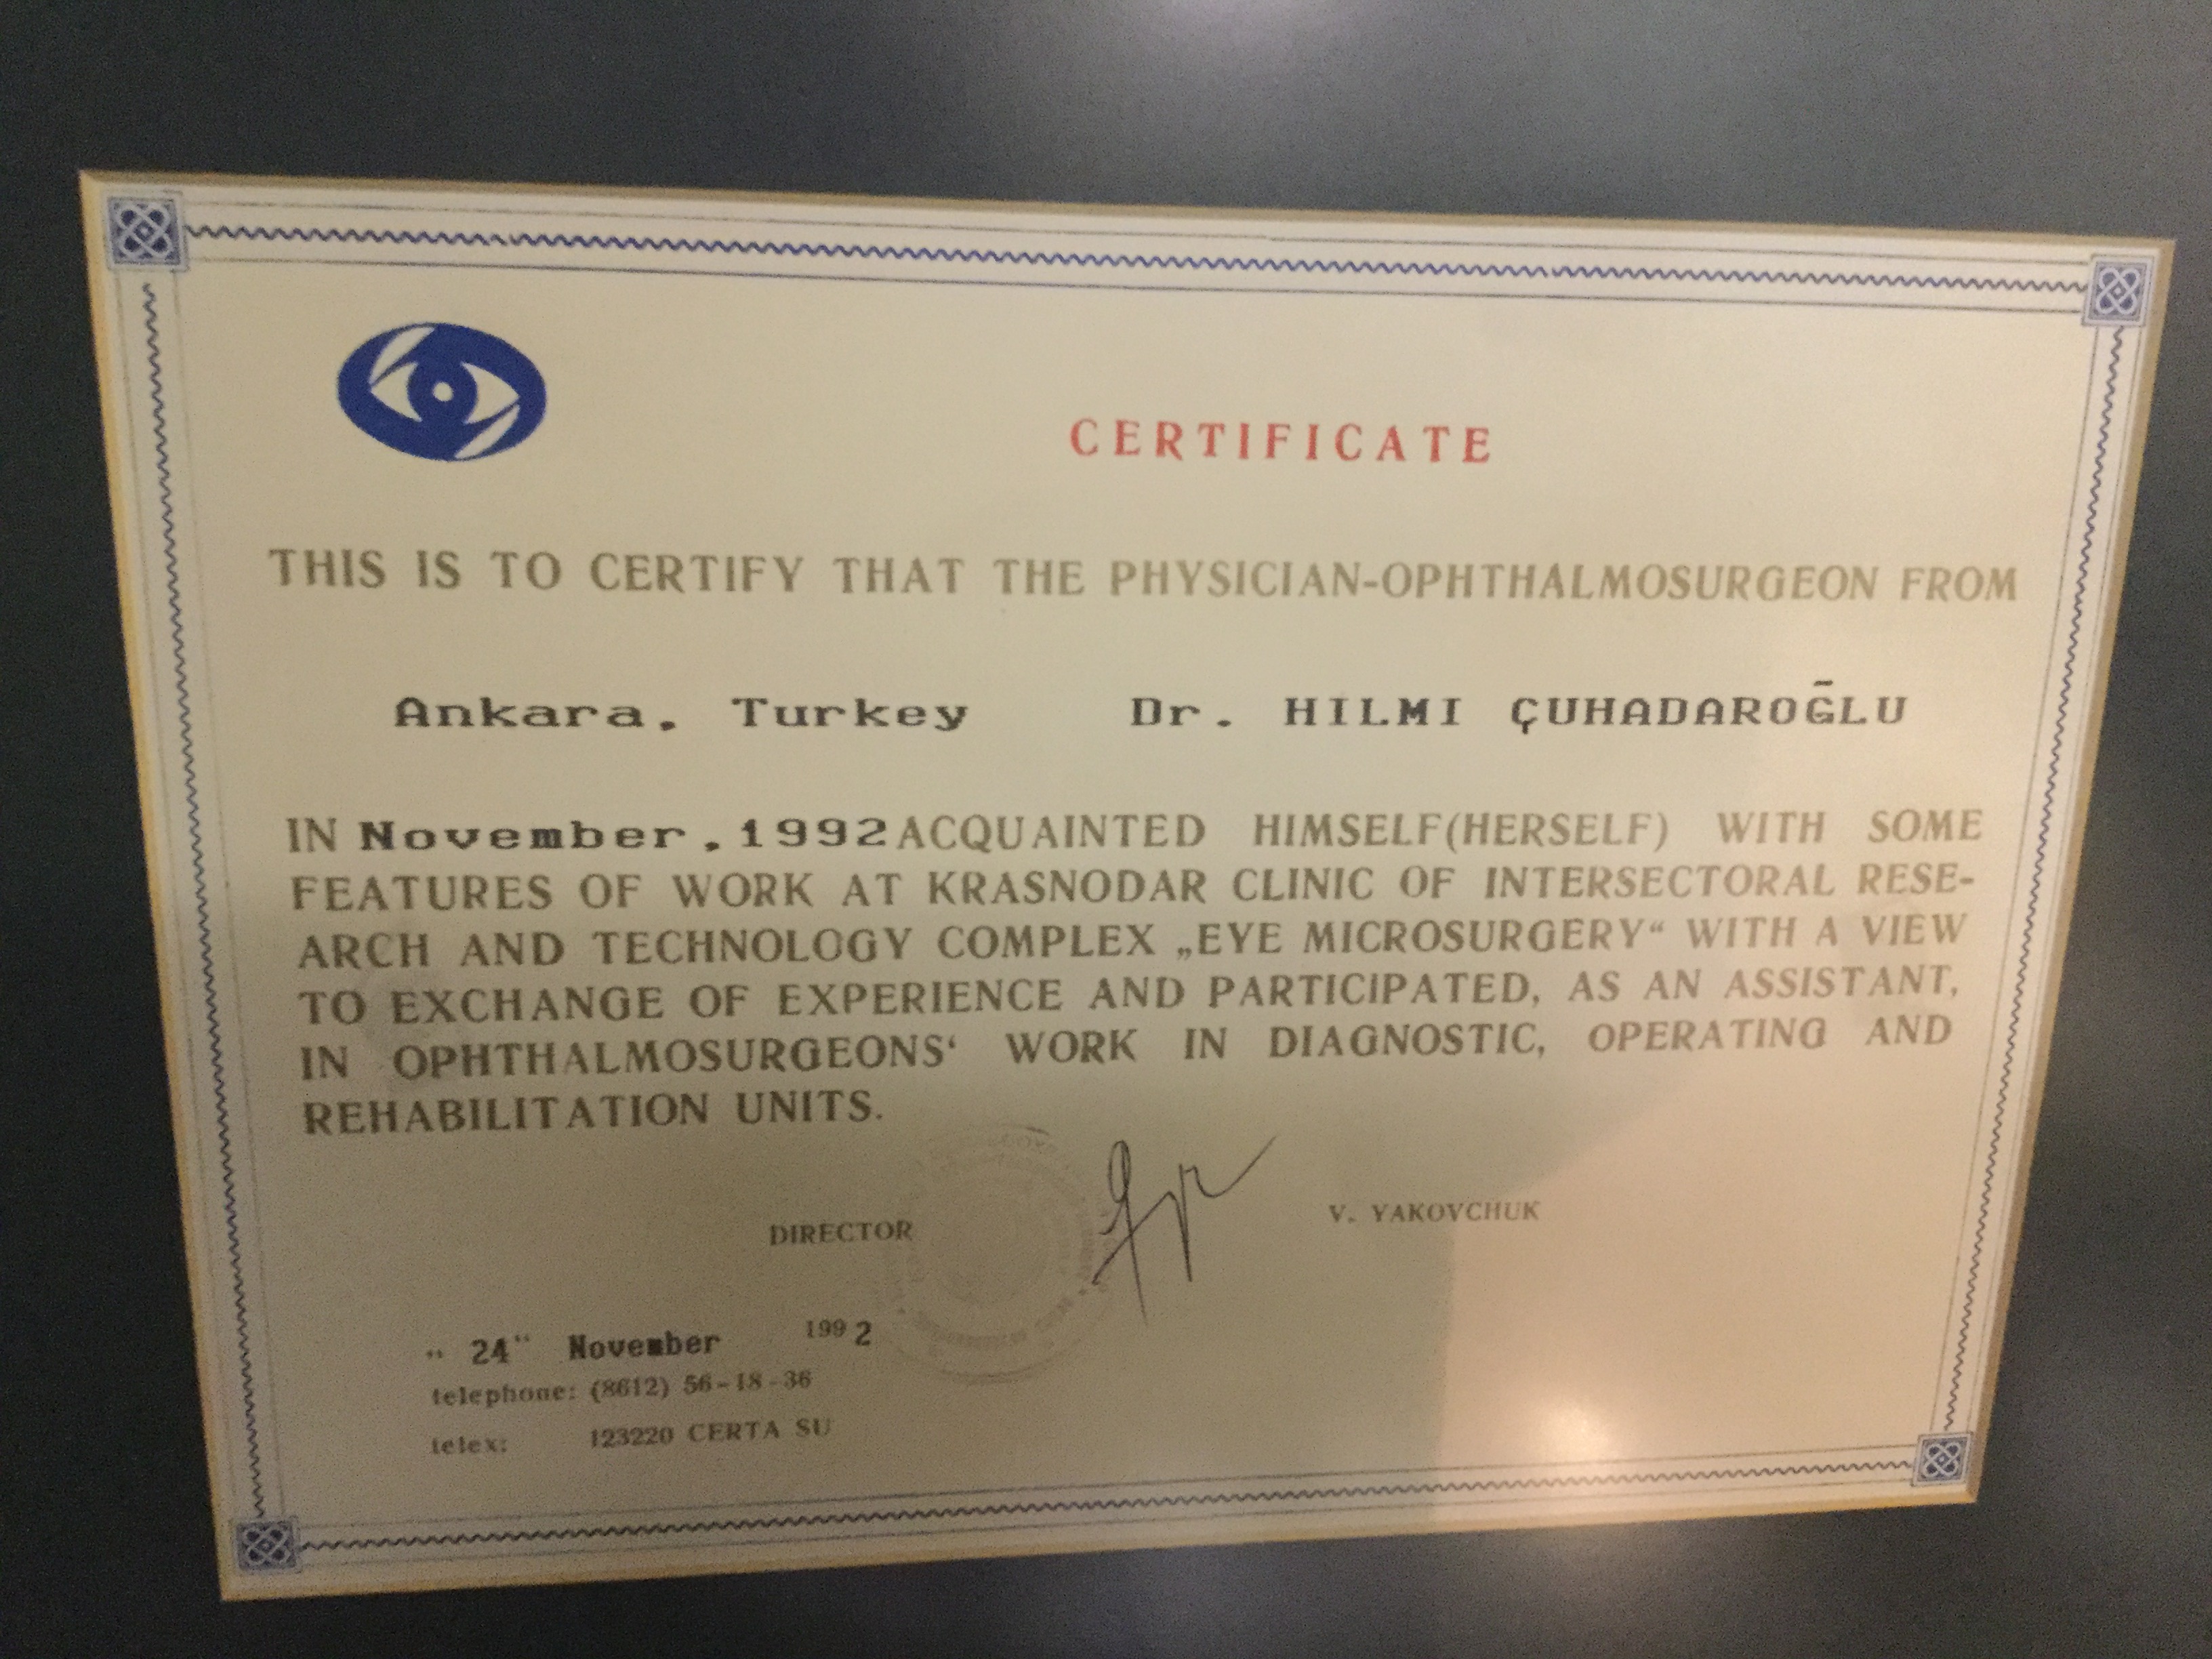 CERTIFICATE
THIS IS TO CERTIFY THAT THE PHYSICIAN-OPHTHALMOSURGEON FROM
Ankara, Turkey Dr. HILMI ÇUHADAROĞLU
IN November, 1992 ACQUAINTED HIMSELF(HERSELF) WITH SOME
FEATURES OF WORK AT KRASNODAR CLINIC OF INTERSECTORAL RESE-
ARCH AND TECHNOLOGY COMPLEX „EYE MICROSURGERY“ WITH A VIEW
TO EXCHANGE OF EXPERIENCE AND PARTICIPATED, AS AN ASSISTANT,
IN OPHTHALMOSURGEONS‘ WORK IN DIAGNOSTIC, OPERATING AND
REHABILITATION UNITS.
DIRECTOR V. YAKOVCHUK
“ 24“ November 1992
telephone: (8612) 56-18-36
telex: 123220 CERTA SU